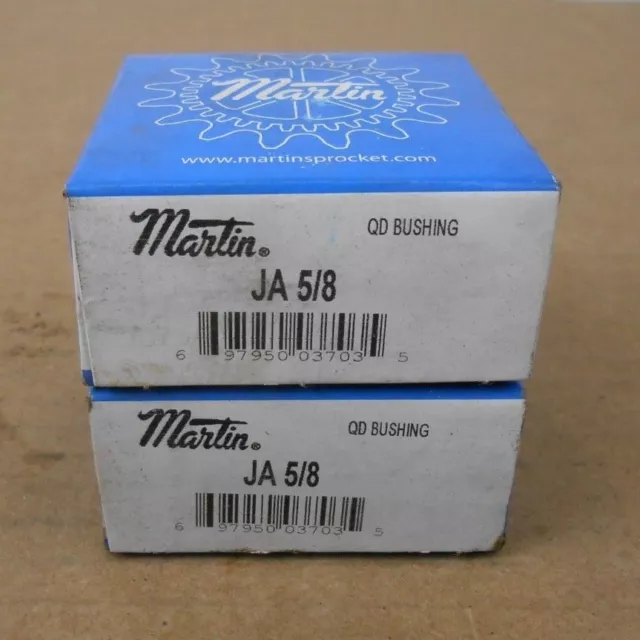 Martin
www.martinsprocket.com
Martin®
QD BUSHING
JA 5/8
6 97950 03703 5
Martin®
QD BUSHING
JA 5/8
6 97950 03703 5